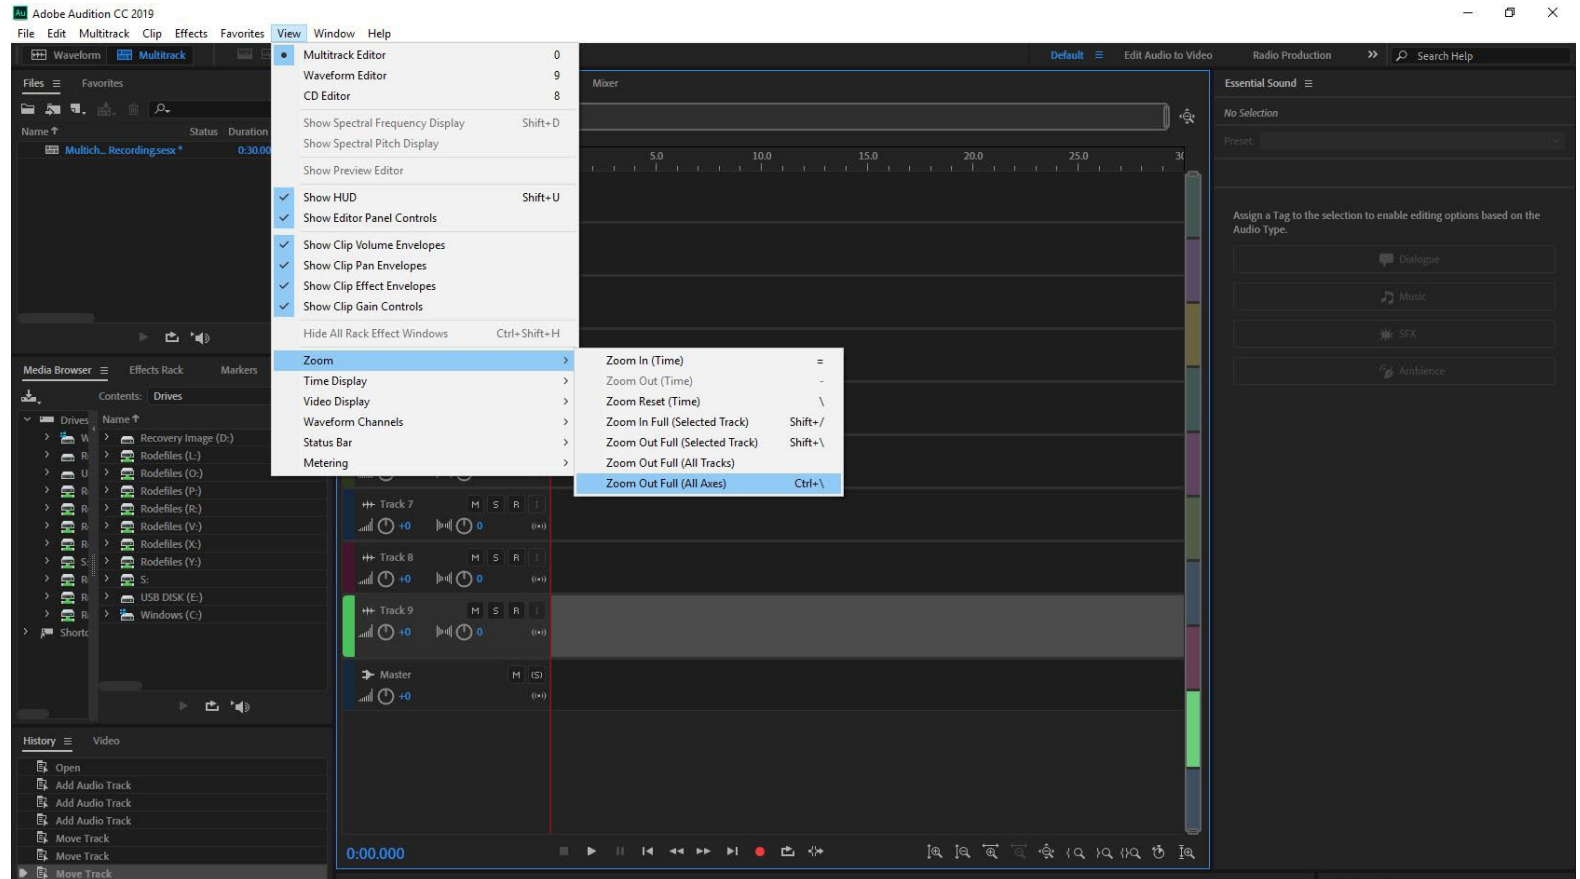 Au Adobe Audition CC 2019
File Edit Multitrack Clip Effects Favorites View Window Help
Waveform Multitrack
Default Edit Audio to Video Radio Production Search Help
Files Favorites
Name Status Duration
Multich... Recording.sesx * 0:30.00
Multitrack Editor 0
Waveform Editor 9
CD Editor 8
Show Spectral Frequency Display Shift+D
Show Spectral Pitch Display
Show Preview Editor
Show HUD Shift+U
Show Editor Panel Controls
Show Clip Volume Envelopes
Show Clip Pan Envelopes
Show Clip Effect Envelopes
Show Clip Gain Controls
Hide All Rack Effect Windows Ctrl+Shift+H
Zoom
Time Display
Video Display
Waveform Channels
Status Bar
Metering
Zoom In (Time) =
Zoom Out (Time) -
Zoom Reset (Time) \
Zoom In Full (Selected Track) Shift+/
Zoom Out Full (Selected Track) Shift+\
Zoom Out Full (All Tracks)
Zoom Out Full (All Axes) Ctrl+\
Mixer
5.0 10.0 15.0 20.0 25.0 30
Essential Sound
No Selection
Preset:
Assign a Tag to the selection to enable editing options based on the
Audio Type.
Dialogue
Music
SFX
Ambience
Media Browser Effects Rack Markers
Contents: Drives
Drives Name
W Recovery Image (D:)
R Rodefiles (L:)
U Rodefiles (O:)
R Rodefiles (P:)
R Rodefiles (R:)
R Rodefiles (V:)
R Rodefiles (X:)
S: Rodefiles (Y:)
R S:
R USB DISK (E:)
R Windows (C:)
Shortc
Track 7 M S R I
+0 0
Track 8 M S R I
+0 0
Track 9 M S R I
+0 0
Master M (S)
+0
History Video
Open
Add Audio Track
Add Audio Track
Add Audio Track
Move Track
Move Track
Move Track
0:00.000